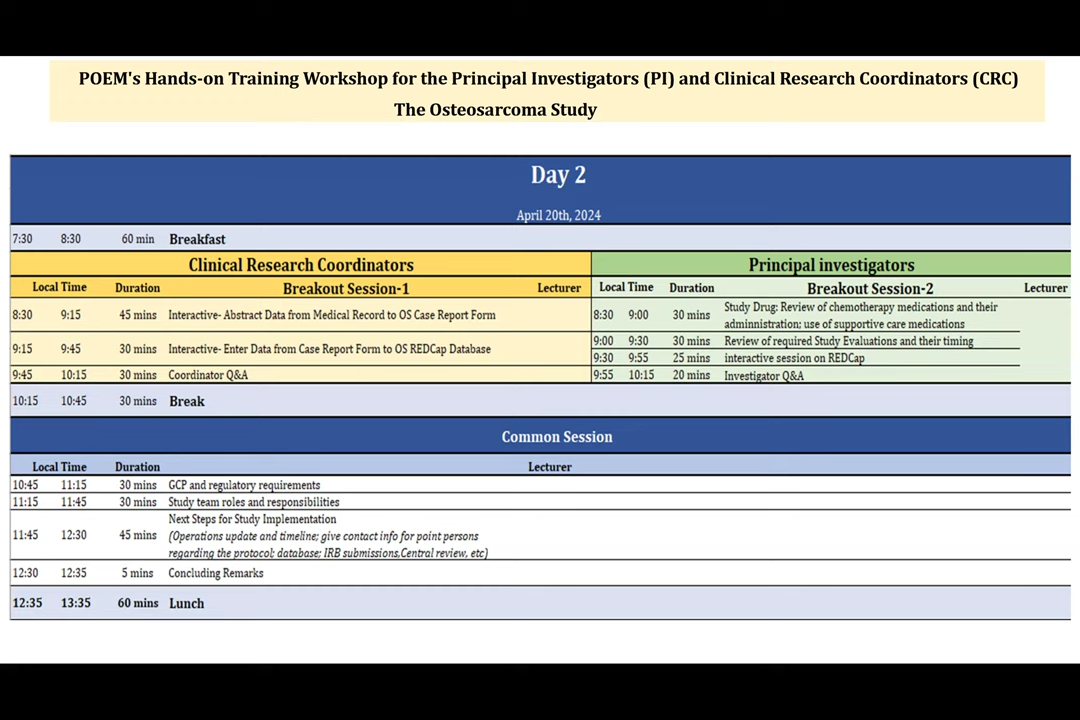 POEM's Hands-on Training Workshop for the Principal Investigators (PI) and Clinical Research Coordinators (CRC)
The Osteosarcoma Study
Day 2
April 20th, 2024
7:30 8:30 60 min Breakfast
Clinical Research Coordinators
Local Time Duration Breakout Session-1 Lecturer
8:30 9:15 45 mins Interactive- Abstract Data from Medical Record to OS Case Report Form
9:15 9:45 30 mins Interactive- Enter Data from Case Report Form to OS REDCap Database
9:45 10:15 30 mins Coordinator Q&A
Principal investigators
Local Time Duration Breakout Session-2 Lecturer
8:30 9:00 30 mins Study Drug: Review of chemotherapy medications and their
adminnistration; use of supportive care medications
9:00 9:30 30 mins Review of required Study Evaluations and their timing
9:30 9:55 25 mins interactive session on REDCap
9:55 10:15 20 mins Investigator Q&A
10:15 10:45 30 mins Break
Common Session
Local Time Duration Lecturer
10:45 11:15 30 mins GCP and regulatory requirements
11:15 11:45 30 mins Study team roles and responsibilities
11:45 12:30 45 mins Next Steps for Study Implementation
(Operations update and timeline; give contact info for point persons
regarding the protocol; database; IRB submissions,Central review, etc)
12:30 12:35 5 mins Concluding Remarks
12:35 13:35 60 mins Lunch